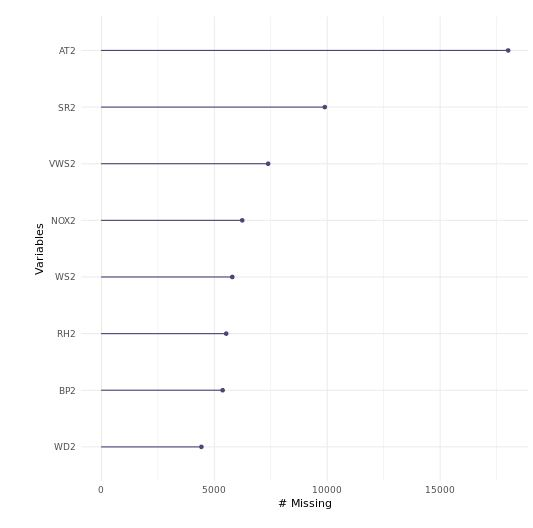 AT2
SR2
VWS2
NOX2
WS2
RH2
BP2
WD2
Variables
0 5000 10000 15000
# Missing